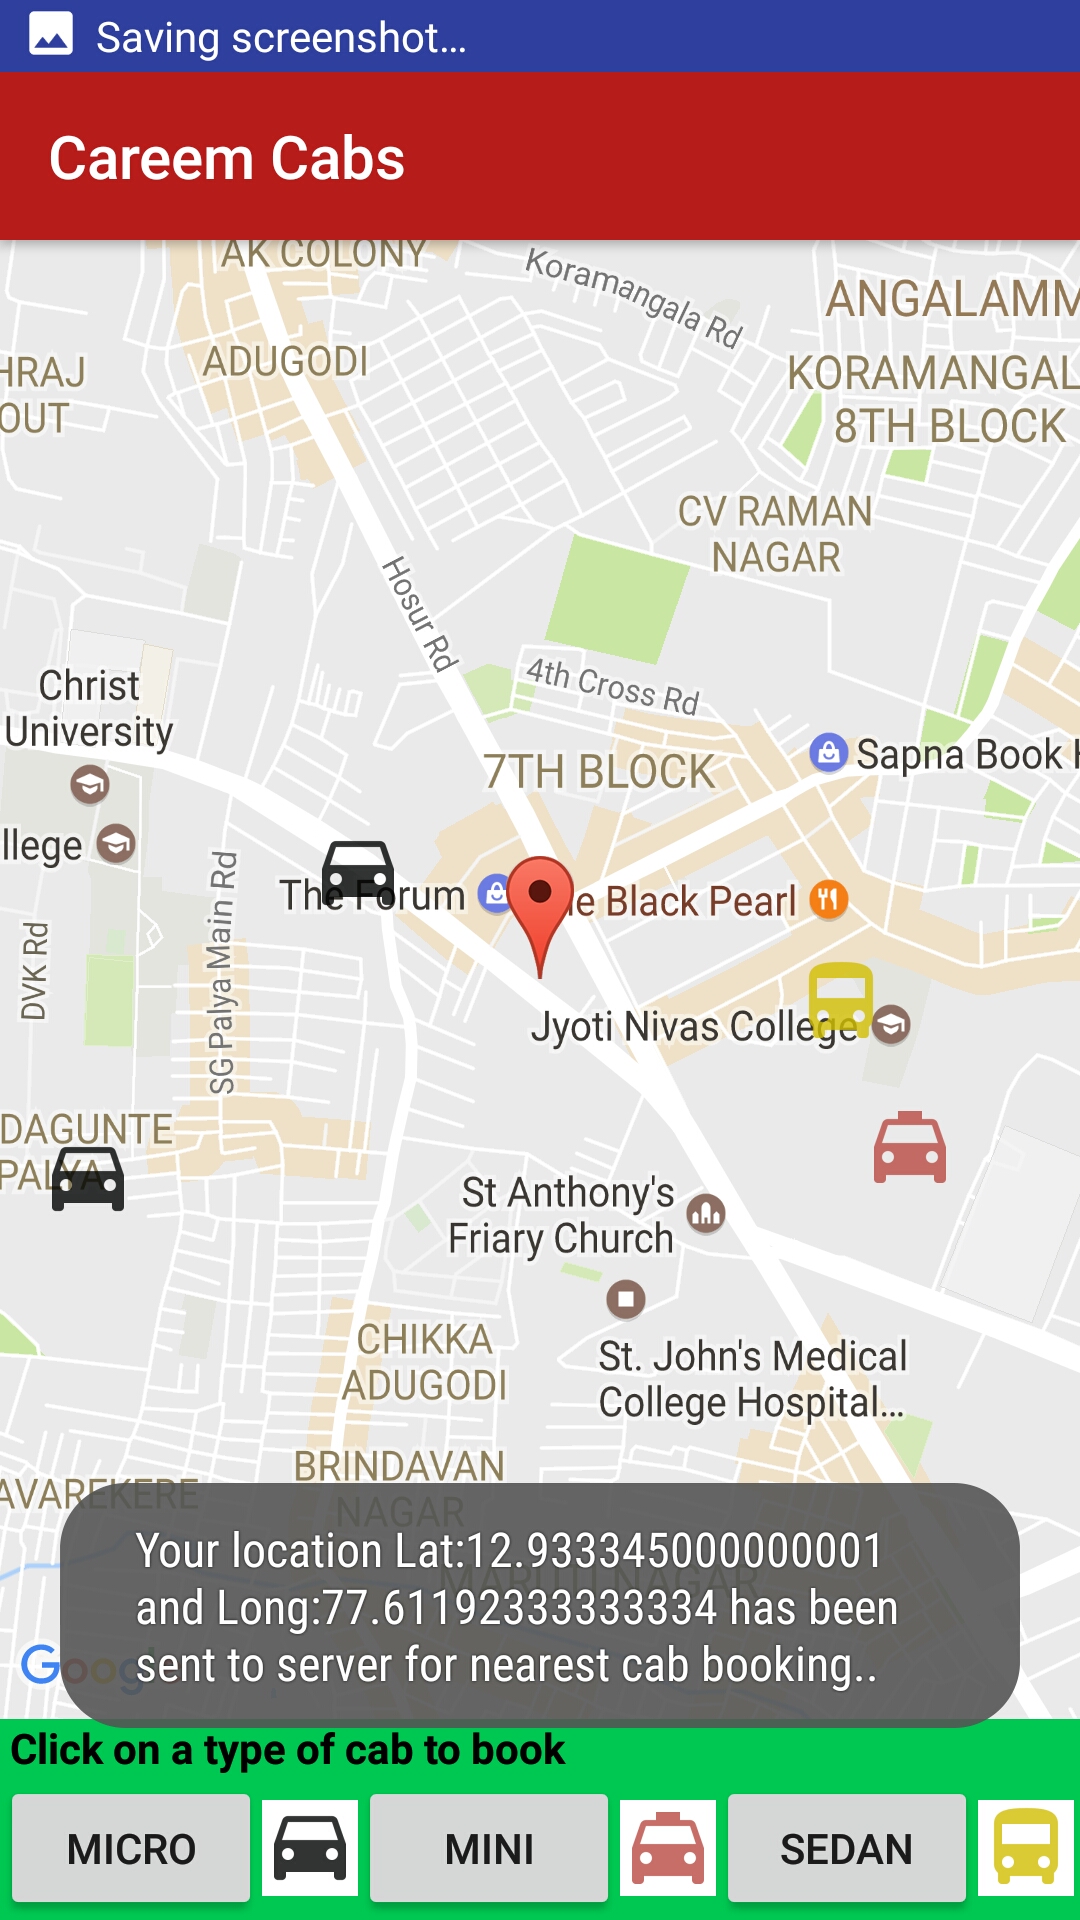 Saving screenshot...
Careem Cabs
AK COLONY
Koramangala Rd
ANGALAMM
ADUGODI
HRAJ
OUT
KORAMANGAL
8TH BLOCK
CV RAMAN
NAGAR
Hosur Rd
4th Cross Rd
Christ
University
7TH BLOCK
Sapna Book
llege
The Forum
le Black Pearl
SG Palya Main Rd
DVK Rd
Jyoti Nivas College
DAGUNTE
PALYA
St Anthony's
Friary Church
CHIKKA
ADUGODI
St. John's Medical
College Hospital...
BRINDAVAN
NAGAR
AVAREKERE
MARUTI NAGAR
Your location Lat:12.933345000000001
and Long:77.61192333333334 has been
sent to server for nearest cab booking..
Google
Click on a type of cab to book
MICRO
MINI
SEDAN